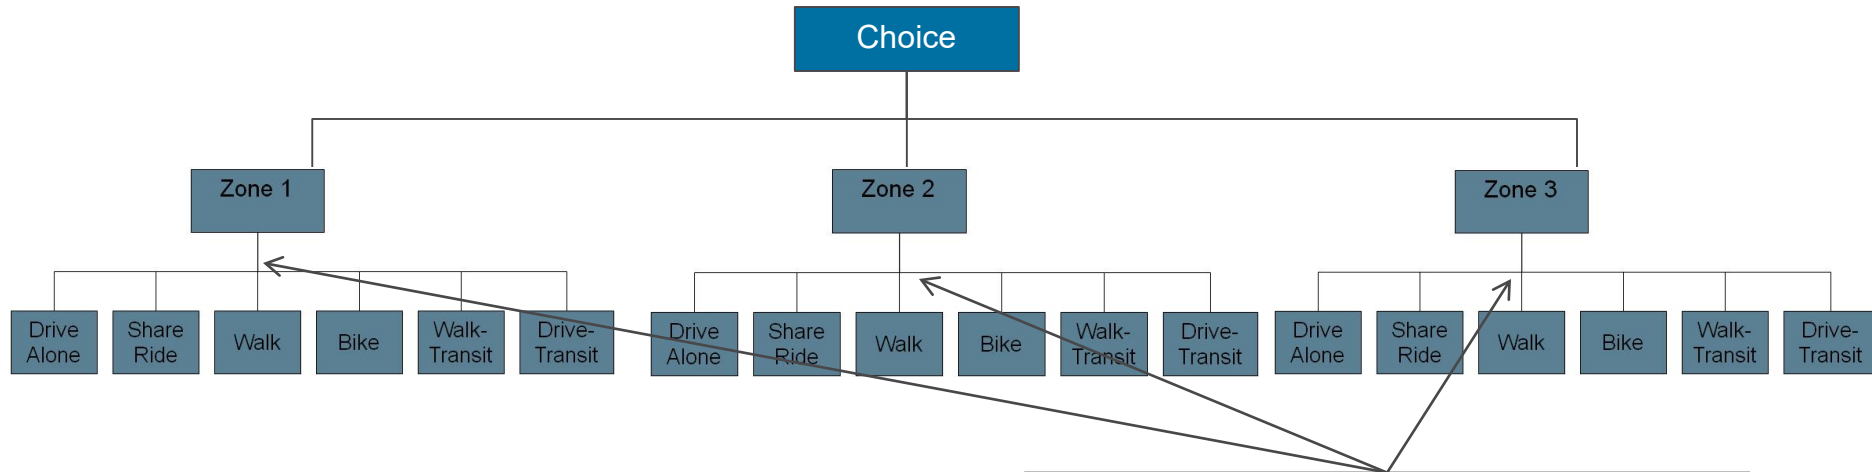 Choice
Zone 1
Zone 2
Zone 3
Drive
Alone
Share
Ride
Walk
Bike
Walk-
Transit
Drive-
Transit
Drive
Alone
Share
Ride
Walk
Bike
Walk-
Transit
Drive-
Transit
Drive
Alone
Share
Ride
Walk
Bike
Walk-
Transit
Drive-
Transit